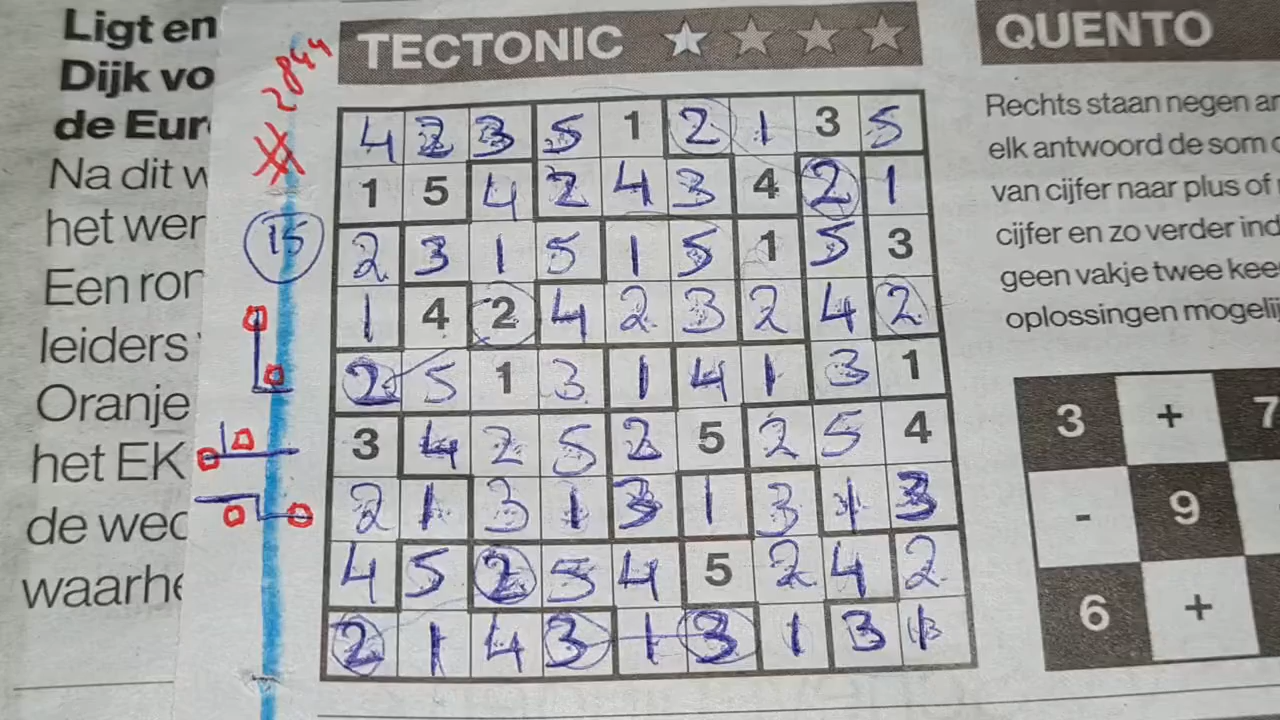 Ligt en
Dijk vo
de Eur
Na dit w
het wer
Een ron
leiders
Oranje
het EK
de wed
waarhe
# 2844
15
TECTONIC
4 2 3 5 1 2 1 3 5
1 5 4 2 4 3 4 2 1
2 3 1 5 1 5 1 5 3
1 4 2 4 2 3 2 4 2
2 5 1 3 1 4 1 3 1
3 4 2 5 2 5 2 5 4
2 1 3 1 3 1 3 1 3
4 5 2 5 4 5 2 4 2
2 1 4 3 1 3 1 3 1
QUENTO
Rechts staan negen
elk antwoord de som
van cijfer naar plus of
cijfer en zo verder ind
geen vakje twee kee
oplossingen mogelij
3 + 7
- 9
6 +